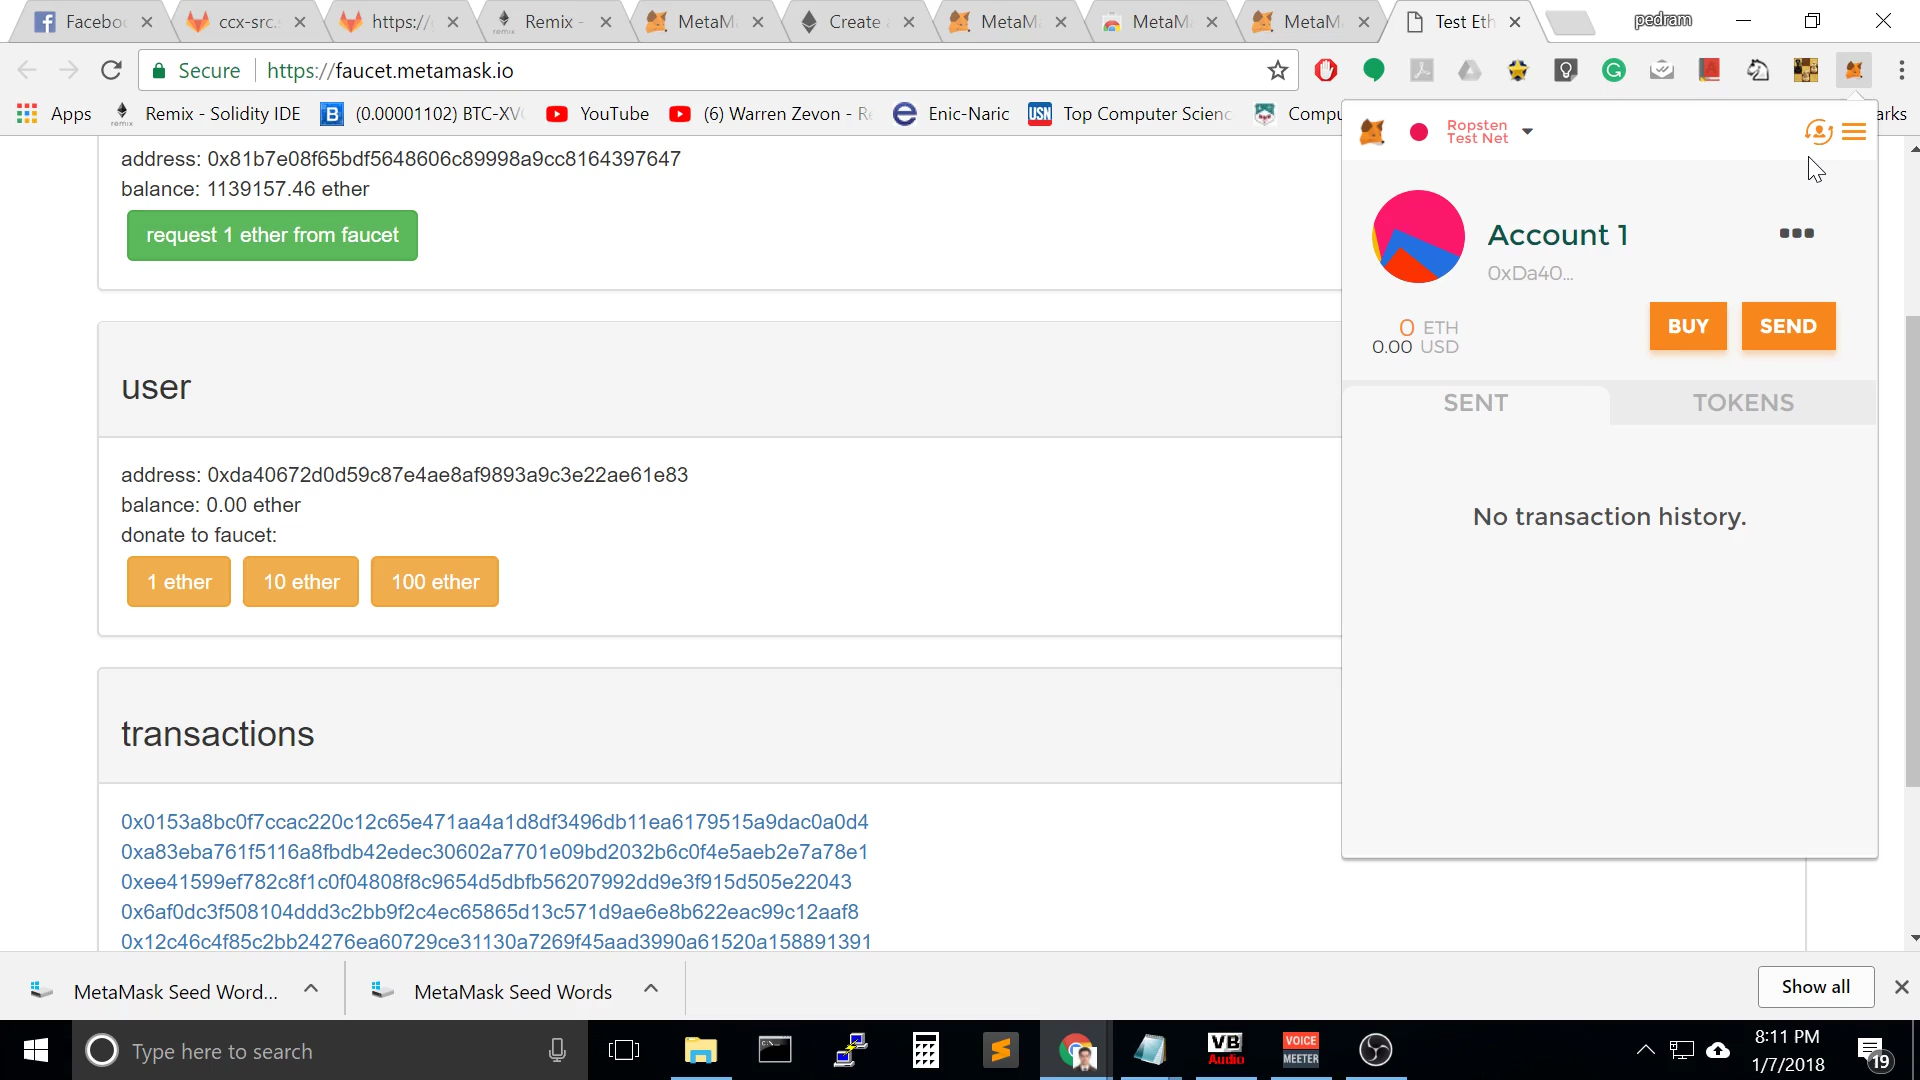 Facebo
ccx-src.
https://
Remix -
MetaM
Create
MetaM
MetaM
MetaM
Test Eth
pedram
Secure
https://faucet.metamask.io
Apps
Remix - Solidity IDE
(0.00001102) BTC-XV
YouTube
(6) Warren Zevon - R
Enic-Naric
USN
Top Computer Scienc
Compu
arks
address: 0x81b7e08f65bdf5648606c89998a9cc8164397647
balance: 1139157.46 ether
request 1 ether from faucet
user
address: 0xda40672d0d59c87e4ae8af9893a9c3e22ae61e83
balance: 0.00 ether
donate to faucet:
1 ether
10 ether
100 ether
transactions
0x0153a8bc0f7ccac220c12c65e471aa4a1d8df3496db11ea6179515a9dac0a0d4
0xa83eba761f5116a8fbdb42edec30602a7701e09bd2032b6c0f4e5aeb2e7a78e1
0xee41599ef782c8f1c0f04808f8c9654d5dbfb56207992dd9e3f915d505e22043
0x6af0dc3f508104ddd3c2bb9f2c4ec65865d13c571d9ae6e8b622eac99c12aaf8
0x12c46c4f85c2bb24276ea60729ce31130a7269f45aad3990a61520a158891391
Ropsten
Test Net
Account 1
0xDa40...
0 ETH
0.00 USD
BUY
SEND
SENT
TOKENS
No transaction history.
MetaMask Seed Word...
MetaMask Seed Words
Show all
Type here to search
VB
Audio
VOICE
MEETER
8:11 PM
1/7/2018
19